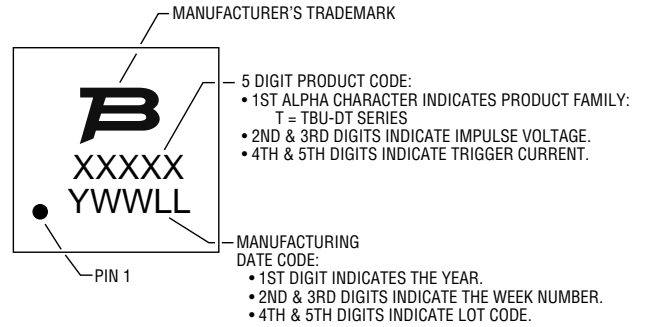 MANUFACTURER'S TRADEMARK
5 DIGIT PRODUCT CODE:
• 1ST ALPHA CHARACTER INDICATES PRODUCT FAMILY:
T = TBU-DT SERIES
• 2ND & 3RD DIGITS INDICATE IMPULSE VOLTAGE.
• 4TH & 5TH DIGITS INDICATE TRIGGER CURRENT.
B
XXXXX
YWWLL
MANUFACTURING
DATE CODE:
• 1ST DIGIT INDICATES THE YEAR.
• 2ND & 3RD DIGITS INDICATE THE WEEK NUMBER.
• 4TH & 5TH DIGITS INDICATE LOT CODE.
PIN 1